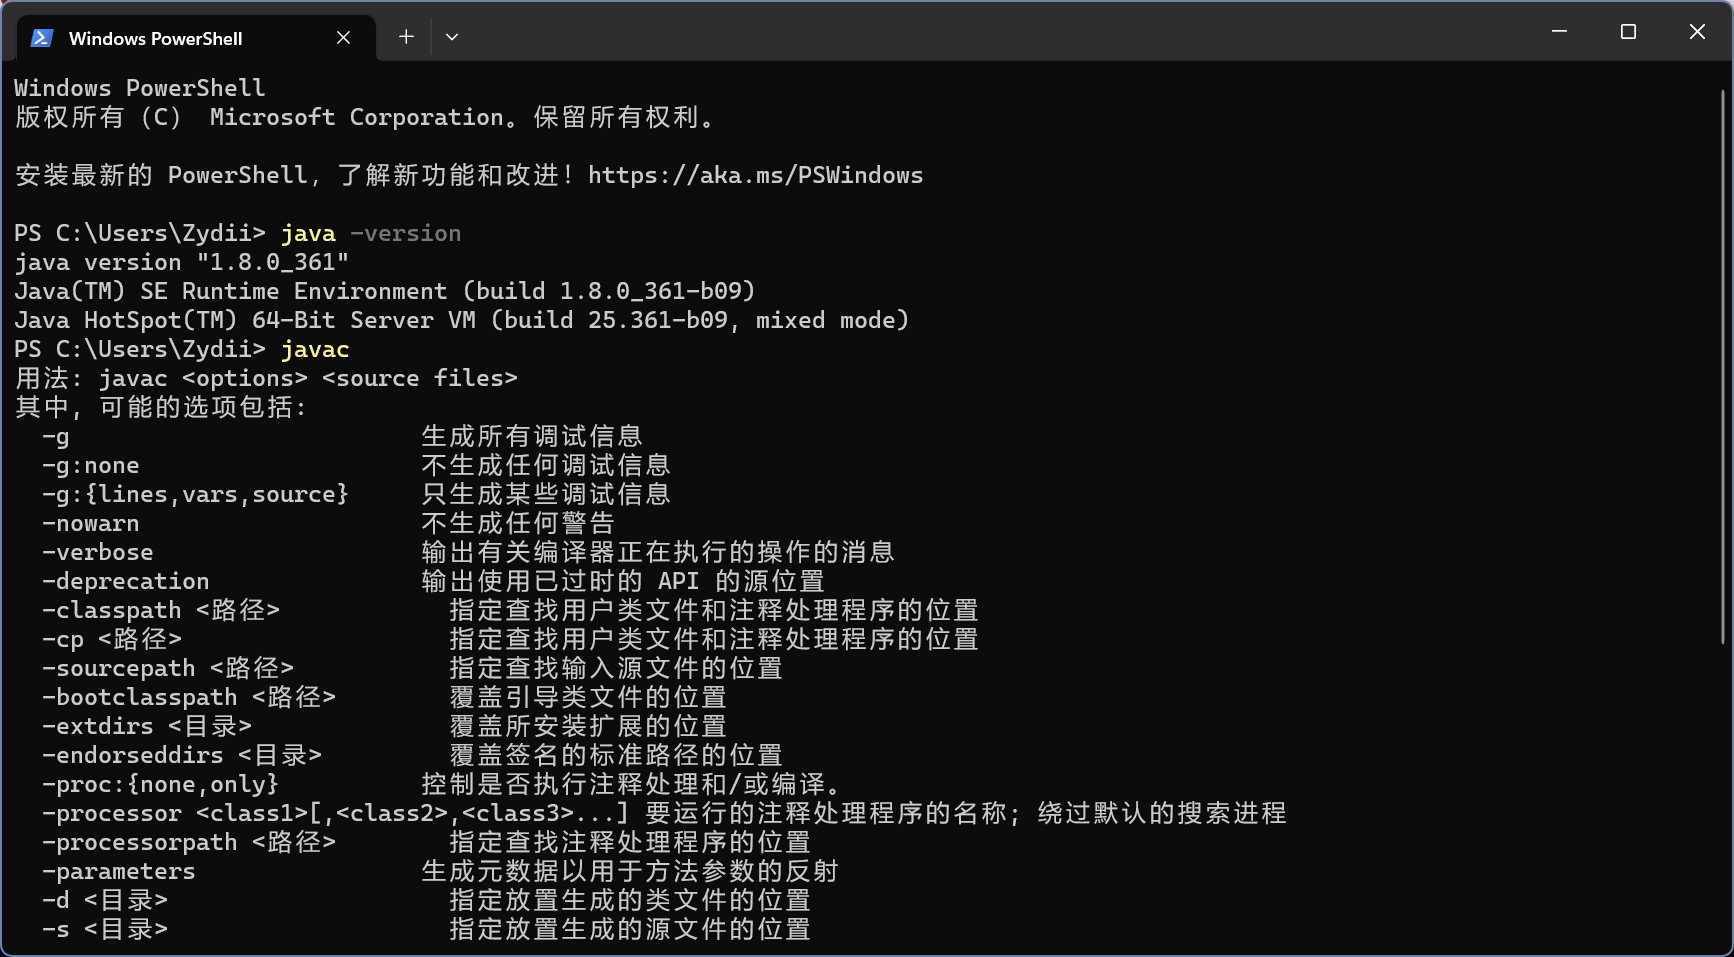 Windows PowerShell
Windows PowerShell
版权所有（C） Microsoft Corporation。保留所有权利。
安装最新的 PowerShell，了解新功能和改进！https://aka.ms/PSWindows
PS C:\Users\Zydii> java -version
java version "1.8.0_361"
Java(TM) SE Runtime Environment (build 1.8.0_361-b09)
Java HotSpot(TM) 64-Bit Server VM (build 25.361-b09, mixed mode)
PS C:\Users\Zydii> javac
用法: javac <options> <source files>
其中, 可能的选项包括:
-g 生成所有调试信息
-g:none 不生成任何调试信息
-g:{lines,vars,source} 只生成某些调试信息
-nowarn 不生成任何警告
-verbose 输出有关编译器正在执行的操作的消息
-deprecation 输出使用已过时的 API 的源位置
-classpath <路径> 指定查找用户类文件和注释处理程序的位置
-cp <路径> 指定查找用户类文件和注释处理程序的位置
-sourcepath <路径> 指定查找输入源文件的位置
-bootclasspath <路径> 覆盖引导类文件的位置
-extdirs <目录> 覆盖所安装扩展的位置
-endorseddirs <目录> 覆盖签名的标准路径的位置
-proc:{none,only} 控制是否执行注释处理和/或编译。
-processor <class1>[,<class2>,<class3>...] 要运行的注释处理程序的名称; 绕过默认的搜索进程
-processorpath <路径> 指定查找注释处理程序的位置
-parameters 生成元数据以用于方法参数的反射
-d <目录> 指定放置生成的类文件的位置
-s <目录> 指定放置生成的源文件的位置